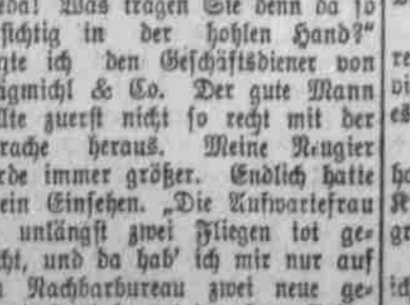 eda! Was tragen Sie denn da so
sichtig in der hohlen Hand?"
gte ich den Geschäftsdiener von
igmichl & Co. Der gute Mann
llte zuerst nicht so recht mit der
rache heraus. Meine Neugier
rde immer größer. Endlich hatte
ein Einsehen. „Die Aufwartefrau
unlängst zwei Fliegen tot ge-
cht, und da hab' ich mir nur auf
Nachbarbureau zwei neue ge-